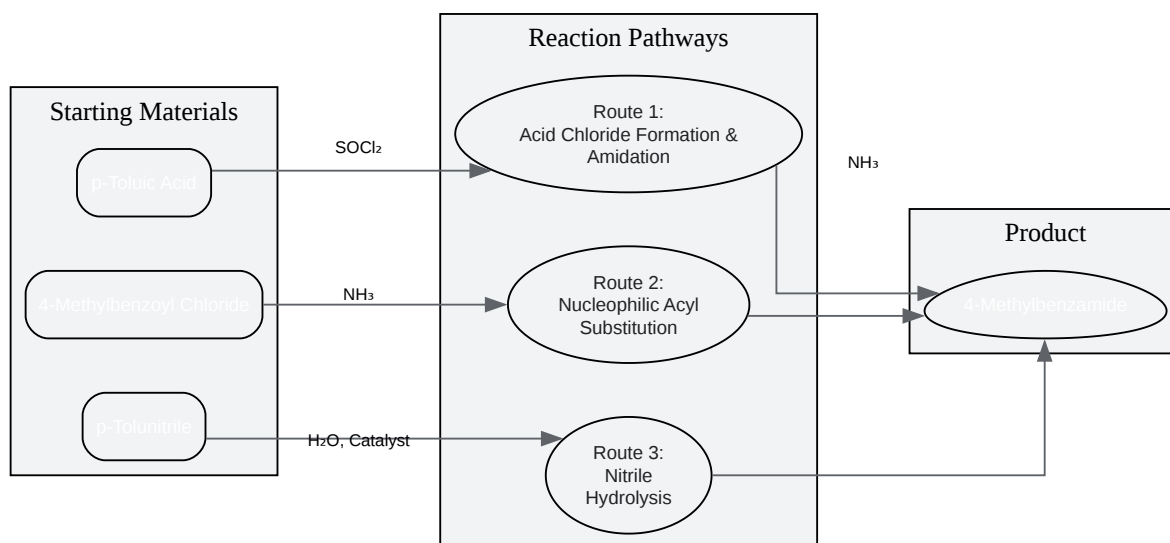 Starting Materials
p-Toluic Acid
4-Methylbenzoyl Chloride
p-Tolunitrile
SOCl₂
NH₃
H₂O, Catalyst
Reaction Pathways
Route 1:
Acid Chloride Formation &
Amidation
Route 2:
Nucleophilic Acyl
Substitution
Route 3:
Nitrile
Hydrolysis
NH₃
Product
4-Methylbenzamide